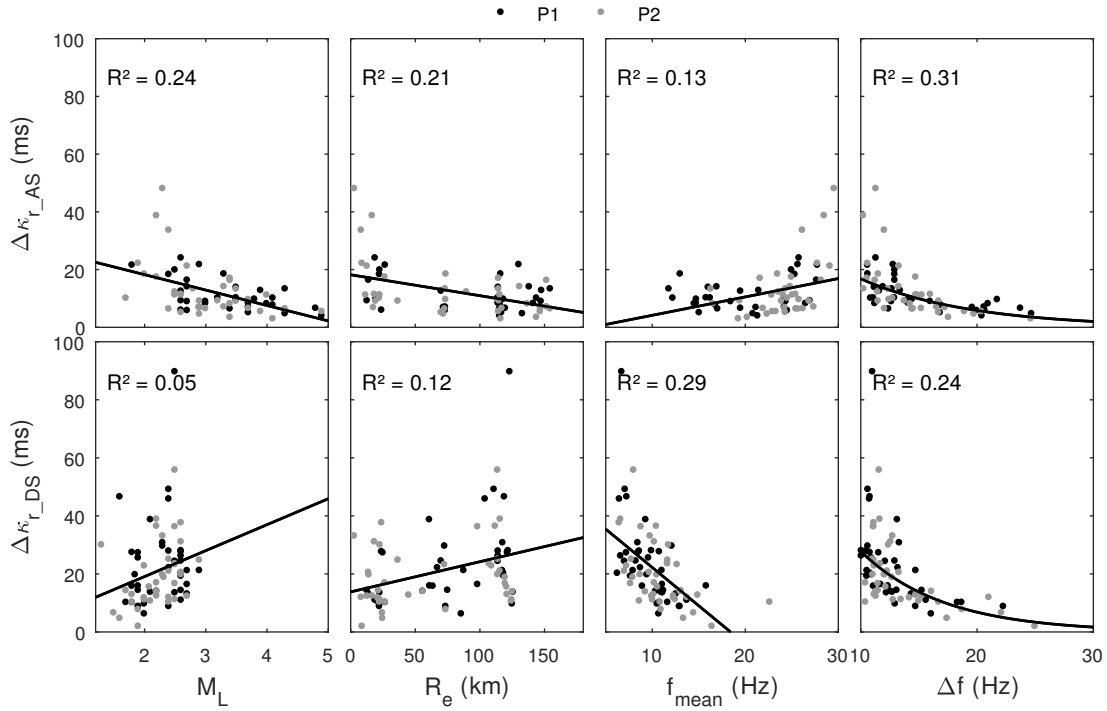 P1 P2
100
80
60
40
20
0
Δκr_AS (ms)
R² = 0.24
R² = 0.21
R² = 0.13
R² = 0.31
100
80
60
40
20
0
Δκr_DS (ms)
R² = 0.05
R² = 0.12
R² = 0.29
R² = 0.24
2 3 4 5
0 50 100 150
10 20 30
10 20 30
ML
Re (km)
fmean (Hz)
Δf (Hz)